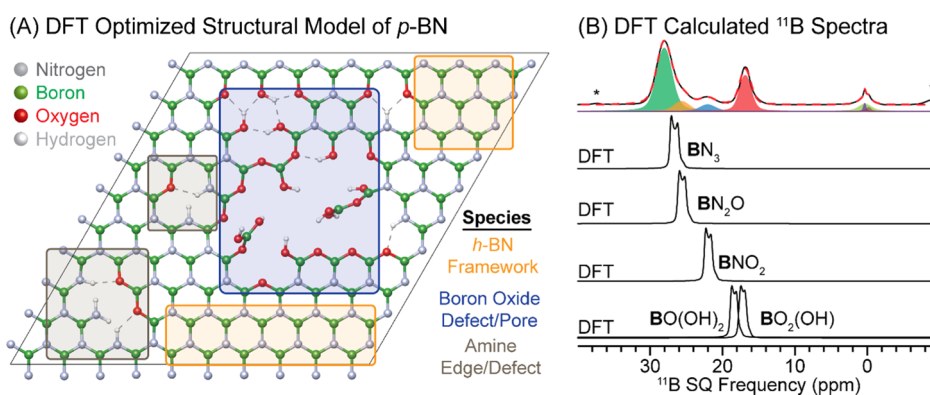 (A) DFT Optimized Structural Model of p-BN
Nitrogen
Boron
Oxygen
Hydrogen
Species
h-BN
Framework
Boron Oxide
Defect/Pore
Amine
Edge/Defect
(B) DFT Calculated ¹¹B Spectra
*
DFT BN₃
DFT BN₂O
DFT BNO₂
DFT BO(OH)₂ BO₂(OH)
30 20 10 0
¹¹B SQ Frequency (ppm)